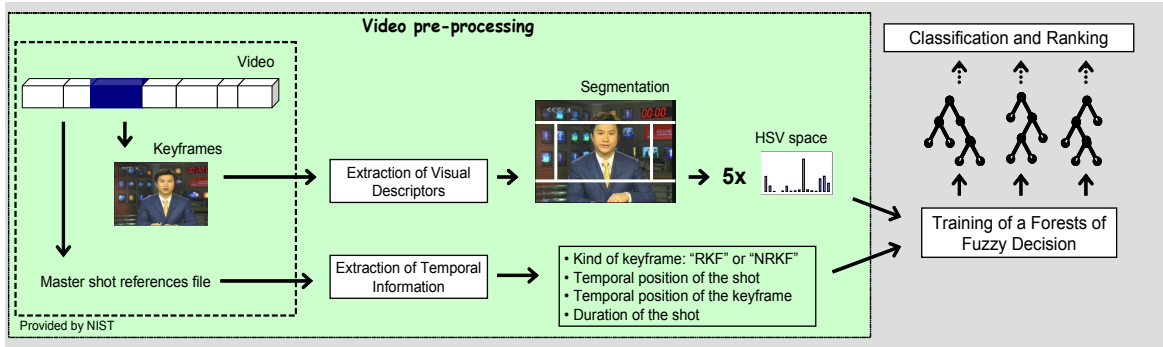 Video pre-processing
Classification and Ranking
Video
Segmentation
HSV space
Keyframes
Extraction of Visual
Descriptors
5x
Training of a Forests of
Fuzzy Decision
Master shot references file
Extraction of Temporal
Information
• Kind of keyframe: “RKF” or “NRKF”
• Temporal position of the shot
• Temporal position of the keyframe
• Duration of the shot
Provided by NIST